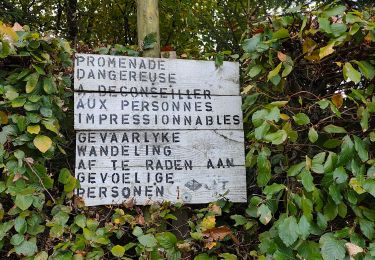 PROMENADE
DANGEREUSE
A DECONSEILLER
AUX PERSONNES
IMPRESSIONNABLES
GEVAARLYKE
WANDELING
AF TE RADEN AAN
GEVOELIGE
PERSONEN